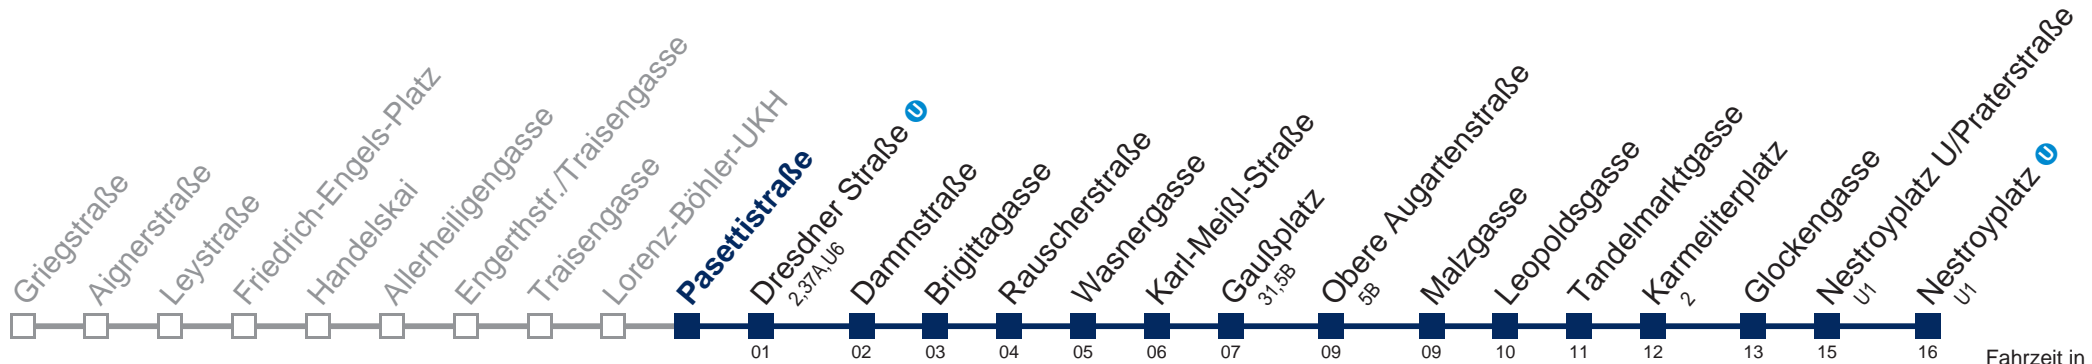 Griegstraße
Aignerstraße
Leystraße
Friedrich-Engels-Platz
Handelskai
Allerheiligengasse
Engerthstr./Traisengasse
Traisengasse
Lorenz-Böhler-UKH
Pasettistraße
Dresdner Straße U
2,37A,U6
Dammstraße
Brigittagasse
Rauscherstraße
Wasnergasse
Karl-Meißl-Straße
Gaußplatz
31,5B
Obere Augartenstraße
5B
Malzgasse
Leopoldsgasse
Tandelmarktgasse
Karmeliterplatz
2
Glockengasse
Nestroyplatz U/Praterstraße
U1
Nestroyplatz U
U1
01 02 03 04 05 06 07 09 09 10 11 12 13 15 16
Fahrzeit in